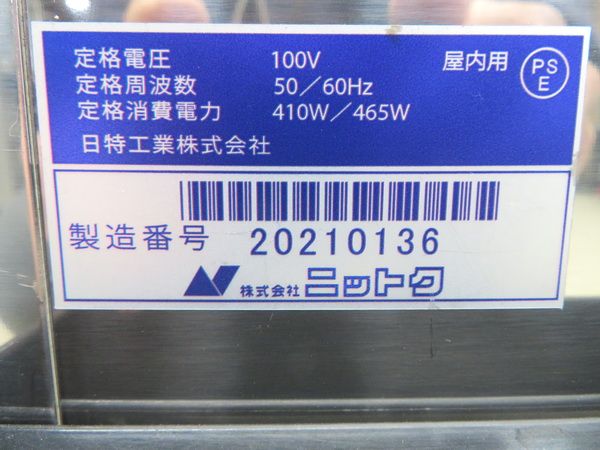 定格電圧 100V 屋内用 PSE
定格周波数 50／60Hz
定格消費電力 410W／465W
日特工業株式会社
製造番号 20210136
株式会社 ニットク